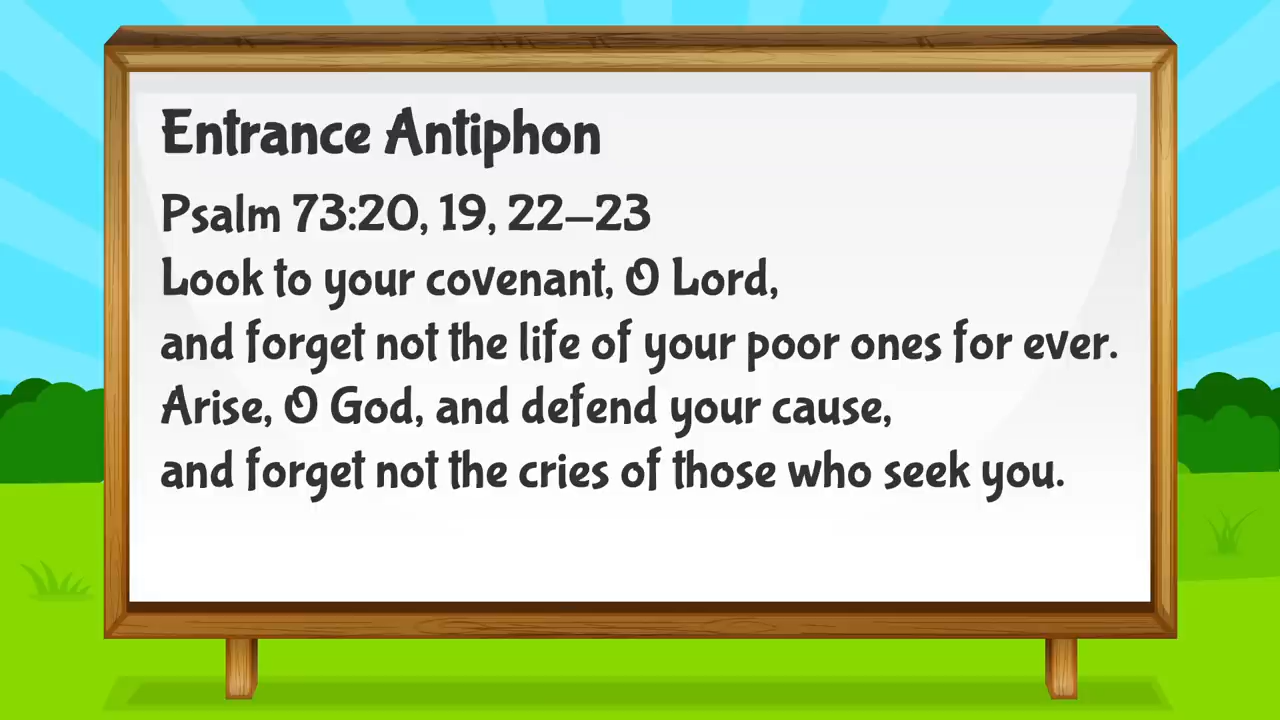 Entrance Antiphon
Psalm 73:20, 19, 22–23
Look to your covenant, O Lord,
and forget not the life of your poor ones for ever.
Arise, O God, and defend your cause,
and forget not the cries of those who seek you.